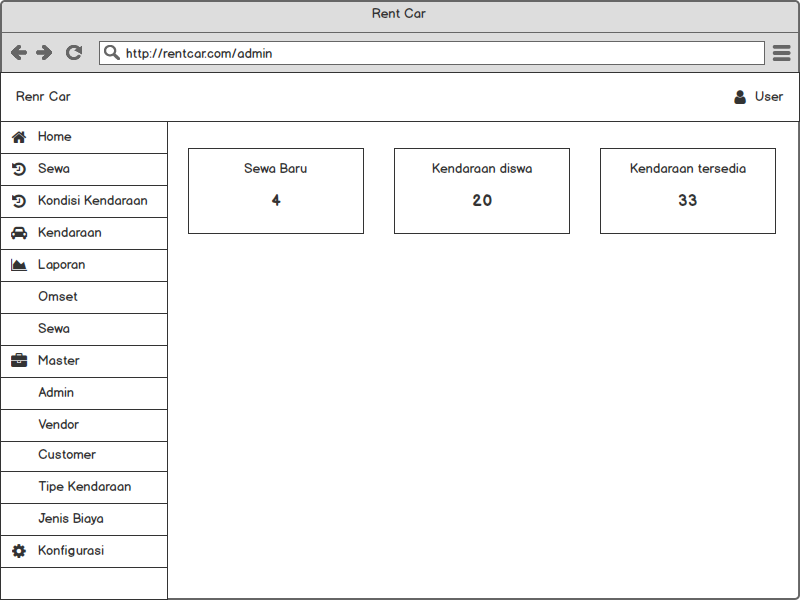 Rent Car
http://rentcar.com/admin
Renr Car
User
Home
Sewa
Kondisi Kendaraan
Kendaraan
Laporan
Omset
Sewa
Master
Admin
Vendor
Customer
Tipe Kendaraan
Jenis Biaya
Konfigurasi
Sewa Baru
4
Kendaraan diswa
20
Kendaraan tersedia
33